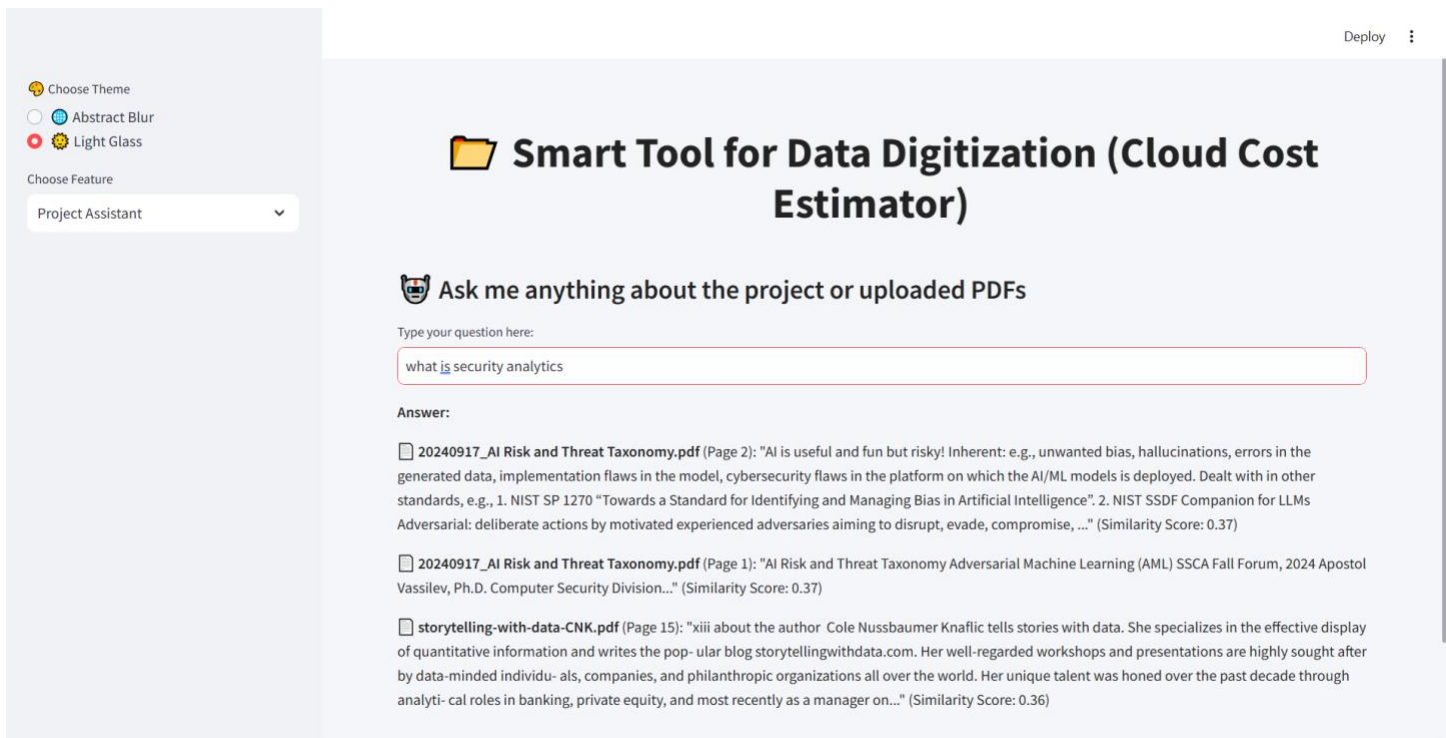 Deploy
Choose Theme
Abstract Blur
Light Glass
Choose Feature
Project Assistant
Smart Tool for Data Digitization (Cloud Cost
Estimator)
Ask me anything about the project or uploaded PDFs
Type your question here:
what is security analytics
Answer:
20240917_AI Risk and Threat Taxonomy.pdf (Page 2): "AI is useful and fun but risky! Inherent: e.g., unwanted bias, hallucinations, errors in the
generated data, implementation flaws in the model, cybersecurity flaws in the platform on which the AI/ML models is deployed. Dealt with in other
standards, e.g., 1. NIST SP 1270 “Towards a Standard for Identifying and Managing Bias in Artificial Intelligence”. 2. NIST SSDF Companion for LLMs
Adversarial: deliberate actions by motivated experienced adversaries aiming to disrupt, evade, compromise, ..." (Similarity Score: 0.37)
20240917_AI Risk and Threat Taxonomy.pdf (Page 1): "AI Risk and Threat Taxonomy Adversarial Machine Learning (AML) SSCA Fall Forum, 2024 Apostol
Vassilev, Ph.D. Computer Security Division..." (Similarity Score: 0.37)
storytelling-with-data-CNK.pdf (Page 15): "xiii about the author Cole Nussbaumer Knaflic tells stories with data. She specializes in the effective display
of quantitative information and writes the pop- ular blog storytellingwithdata.com. Her well-regarded workshops and presentations are highly sought after
by data-minded individu- als, companies, and philanthropic organizations all over the world. Her unique talent was honed over the past decade through
analyti- cal roles in banking, private equity, and most recently as a manager on..." (Similarity Score: 0.36)